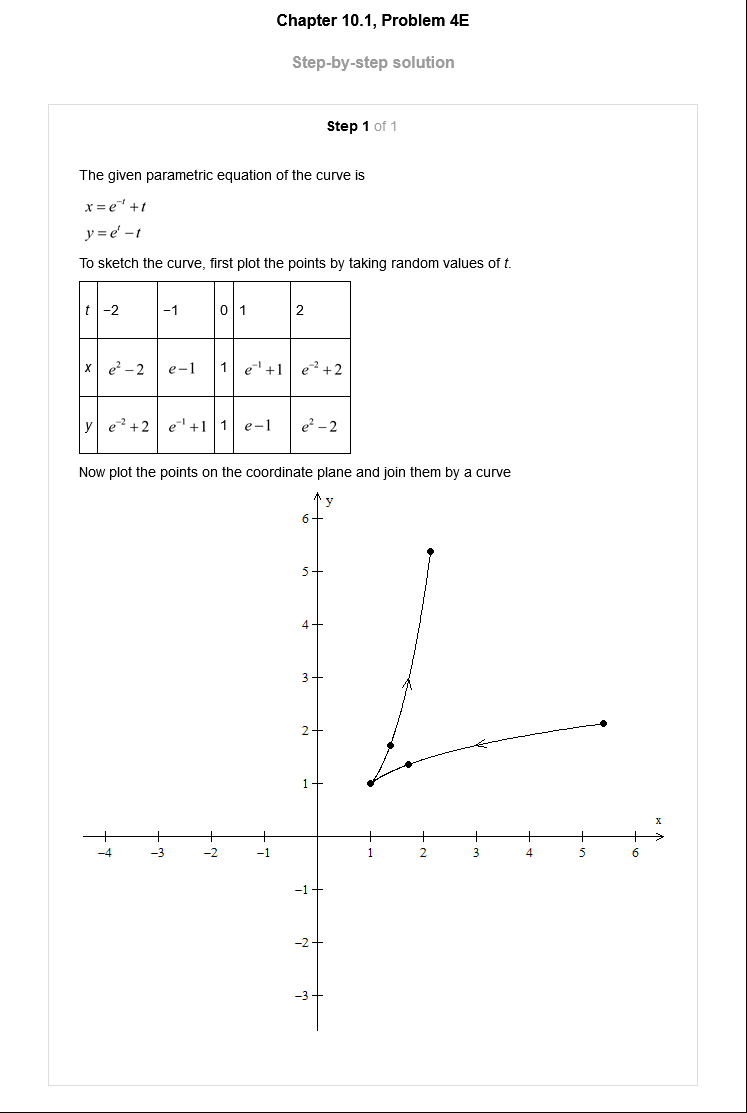 Chapter 10.1, Problem 4E
Step-by-step solution
Step 1 of 1
The given parametric equation of the curve is
x = e⁻ᵗ + t
y = eᵗ – t
To sketch the curve, first plot the points by taking random values of t.
t –2 –1 0 1 2
x e² – 2 e – 1 1 e⁻¹ + 1 e⁻² + 2
y e⁻² + 2 e⁻¹ + 1 1 e – 1 e² – 2
Now plot the points on the coordinate plane and join them by a curve
y
6
5
4
3
2
1
x
–4 –3 –2 –1 1 2 3 4 5 6
–1
–2
–3